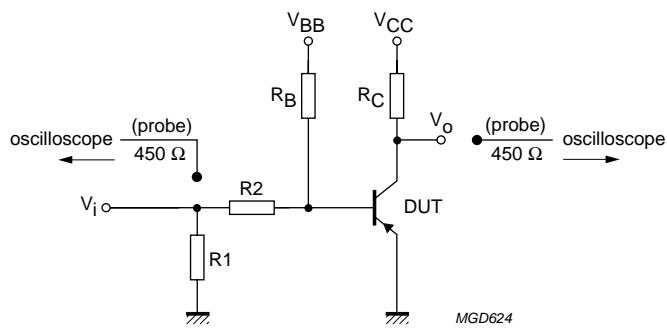 VBB
VCC
RB
RC
Vo
(probe)
450 Ω
oscilloscope
(probe)
450 Ω
oscilloscope
R2
Vi
DUT
R1
MGD624